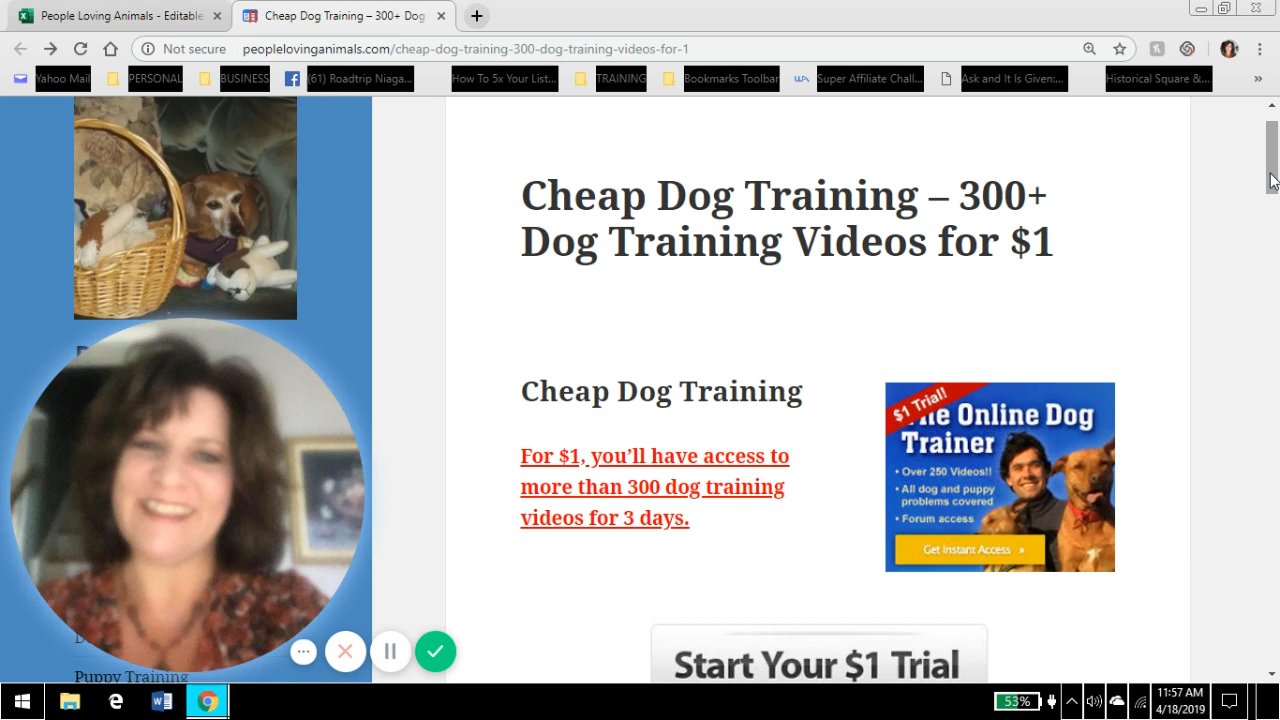 People Loving Animals - Editable
Cheap Dog Training – 300+ Dog
Not secure
peoplelovinganimals.com/cheap-dog-training-300-dog-training-videos-for-1
Yahoo Mail
PERSONAL
BUSINESS
(61) Roadtrip Niaga...
How To 5x Your List...
TRAINING
Bookmarks Toolbar
Super Affiliate Chall...
Ask and It Is Given:...
Historical Square &...
»
Cheap Dog Training – 300+
Dog Training Videos for $1
Cheap Dog Training
For $1, you'll have access to
more than 300 dog training
videos for 3 days.
$1 Trial!
The Online Dog
Trainer
• Over 250 Videos!!
• All dog and puppy
problems covered
• Forum access
Get Instant Access »
Start Your $1 Trial
Puppy Training
53%
11:57 AM
4/18/2019